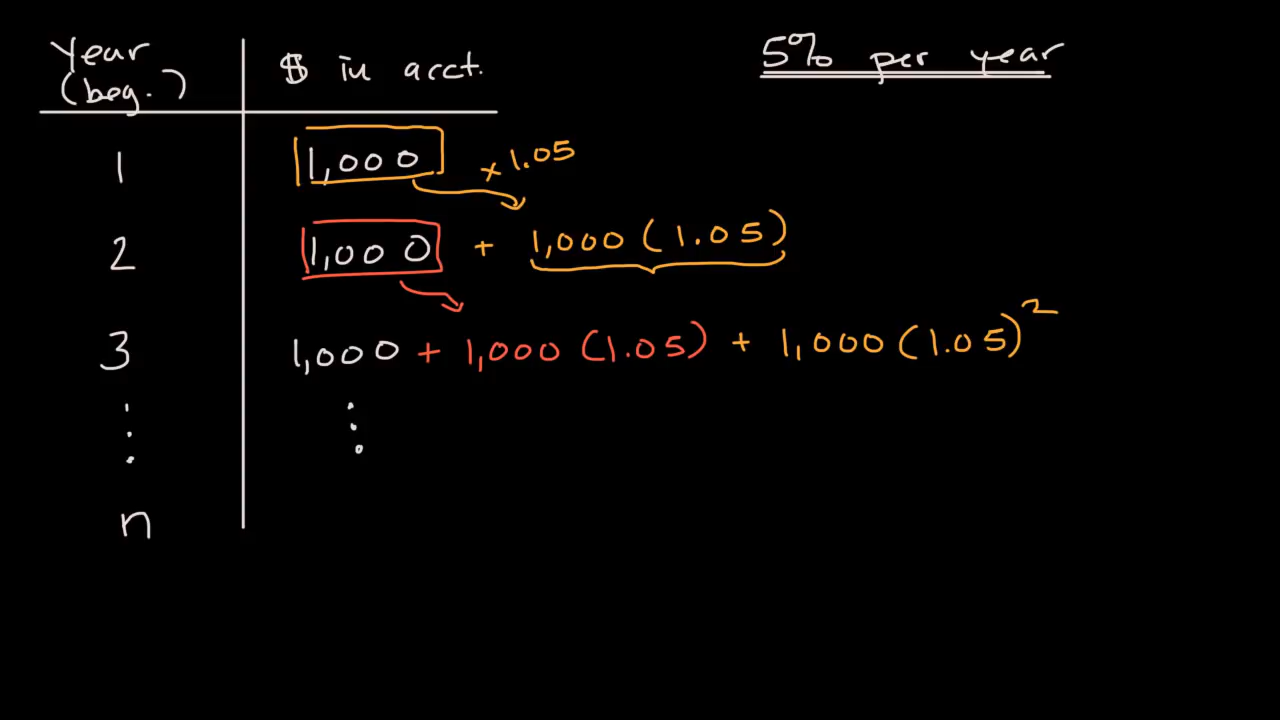 Year $ in acct. 5% per year
(beg.)
1 1,000 × 1.05
2 1,000 + 1,000 (1.05)
3 1,000 + 1,000 (1.05) + 1,000 (1.05)²
⋮ ⋮
n